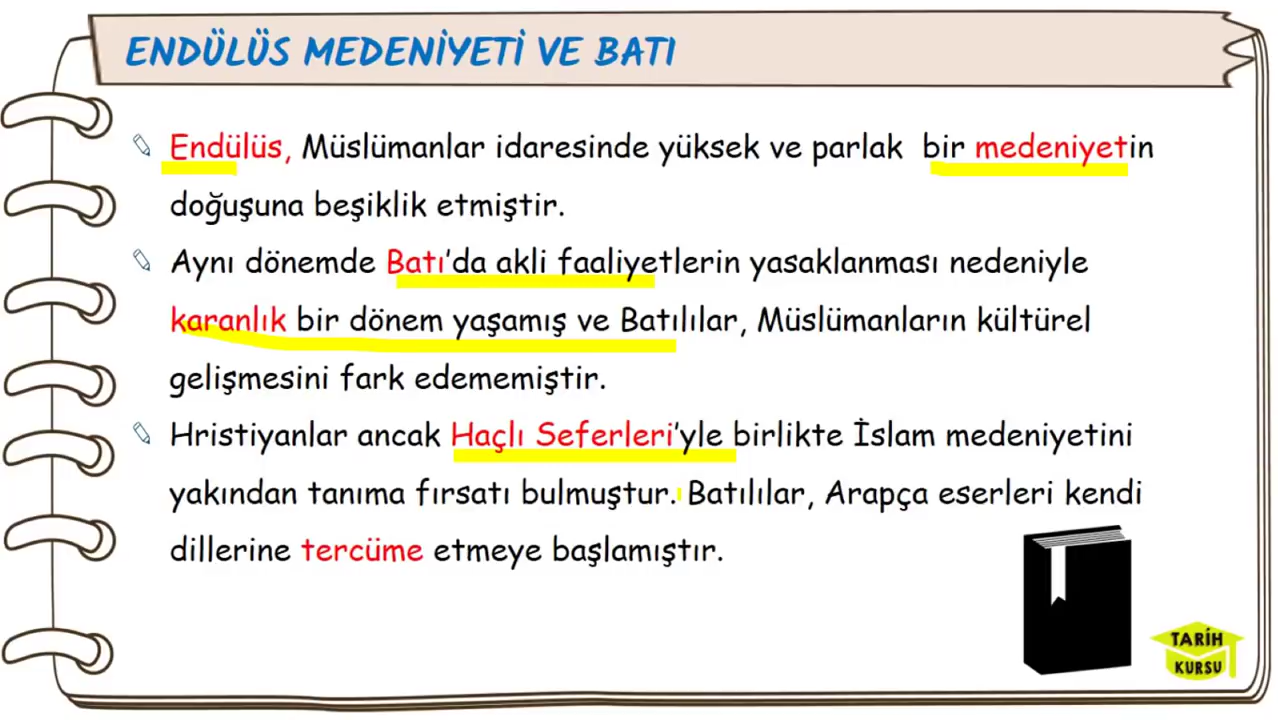 ENDÜLÜS MEDENİYETİ VE BATI
Endülüs, Müslümanlar idaresinde yüksek ve parlak bir medeniyetin
doğuşuna beşiklik etmiştir.
Aynı dönemde Batı'da akli faaliyetlerin yasaklanması nedeniyle
karanlık bir dönem yaşamış ve Batılılar, Müslümanların kültürel
gelişmesini fark edememiştir.
Hristiyanlar ancak Haçlı Seferleri'yle birlikte İslam medeniyetini
yakından tanıma fırsatı bulmuştur. Batılılar, Arapça eserleri kendi
dillerine tercüme etmeye başlamıştır.
TARİH
KURSU